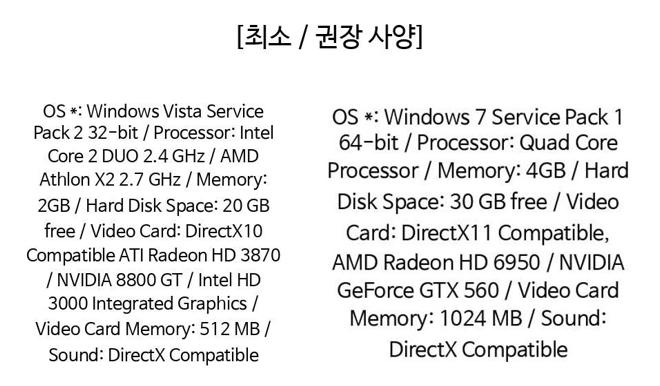 [최소 / 권장 사양]
OS *: Windows Vista Service
Pack 2 32-bit / Processor: Intel
Core 2 DUO 2.4 GHz / AMD
Athlon X2 2.7 GHz / Memory:
2GB / Hard Disk Space: 20 GB
free / Video Card: DirectX10
Compatible ATI Radeon HD 3870
/ NVIDIA 8800 GT / Intel HD
3000 Integrated Graphics /
Video Card Memory: 512 MB /
Sound: DirectX Compatible
OS *: Windows 7 Service Pack 1
64-bit / Processor: Quad Core
Processor / Memory: 4GB / Hard
Disk Space: 30 GB free / Video
Card: DirectX11 Compatible,
AMD Radeon HD 6950 / NVIDIA
GeForce GTX 560 / Video Card
Memory: 1024 MB / Sound:
DirectX Compatible